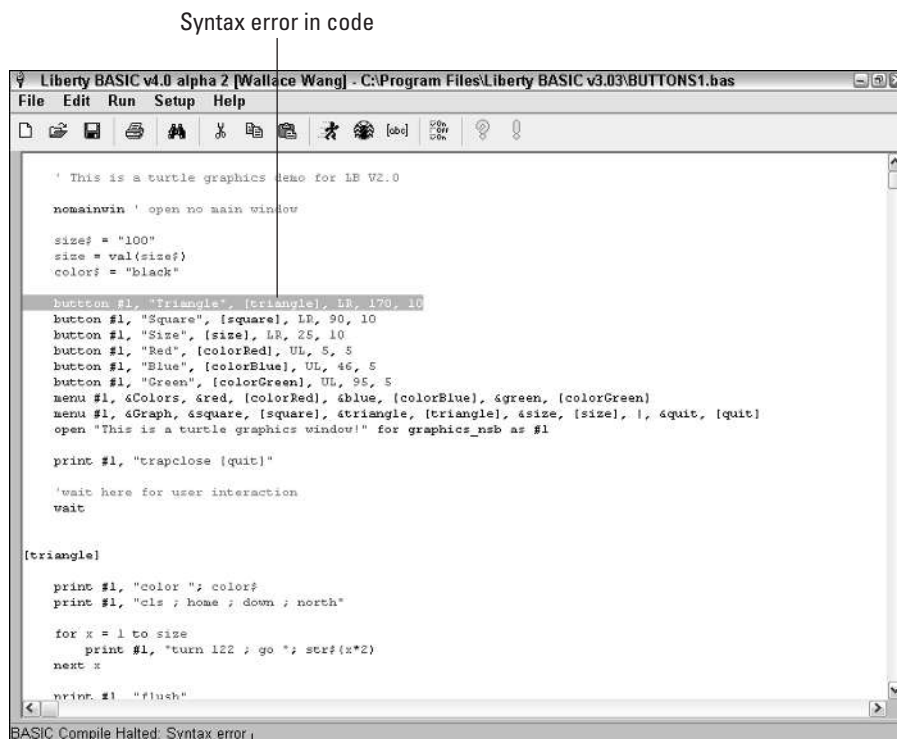 Syntax error in code
Liberty BASIC v4.0 alpha 2 [Wallace Wang] - C:\Program Files\Liberty BASIC v3.03\BUTTONS1.bas
File Edit Run Setup Help
[abc] On Off On
' This is a turtle graphics demo for LB V2.0
nomainwin ' open no main window
size$ = "100"
size = val(size$)
color$ = "black"
buttton #1, "Triangle", [triangle], LR, 170, 10
button #1, "Square", [square], LR, 90, 10
button #1, "Size", [size], LR, 25, 10
button #1, "Red", [colorRed], UL, 5, 5
button #1, "Blue", [colorBlue], UL, 46, 5
button #1, "Green", [colorGreen], UL, 95, 5
menu #1, &Colors, &red, [colorRed], &blue, [colorBlue], &green, [colorGreen]
menu #1, &Graph, &square, [square], &triangle, [triangle], &size, [size], |, &quit, [quit]
open "This is a turtle graphics window!" for graphics_nsb as #1
print #1, "trapclose [quit]"
'wait here for user interaction
wait
[triangle]
print #1, "color "; color$
print #1, "cls ; home ; down ; north"
for x = 1 to size
print #1, "turn 122 ; go "; str$(x*2)
next x
print #1, "flush"
BASIC Compile Halted: Syntax error